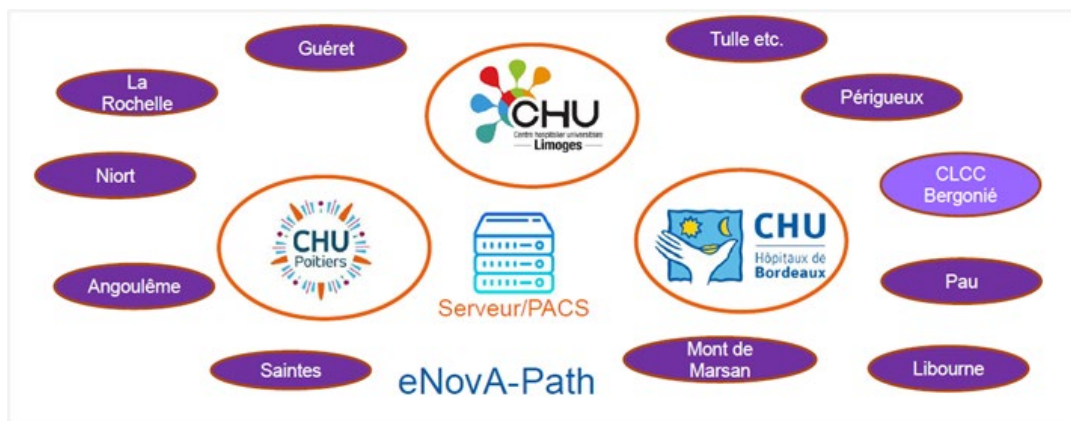 Guéret
Tulle etc.
La
Rochelle
Périgueux
CHU
Centre hospitalier universitaire
Limoges
Niort
CLCC
Bergonié
CHU
Poitiers
CHU
Hôpitaux de
Bordeaux
Angoulême
Pau
Serveur/PACS
Saintes
eNovA-Path
Mont de
Marsan
Libourne